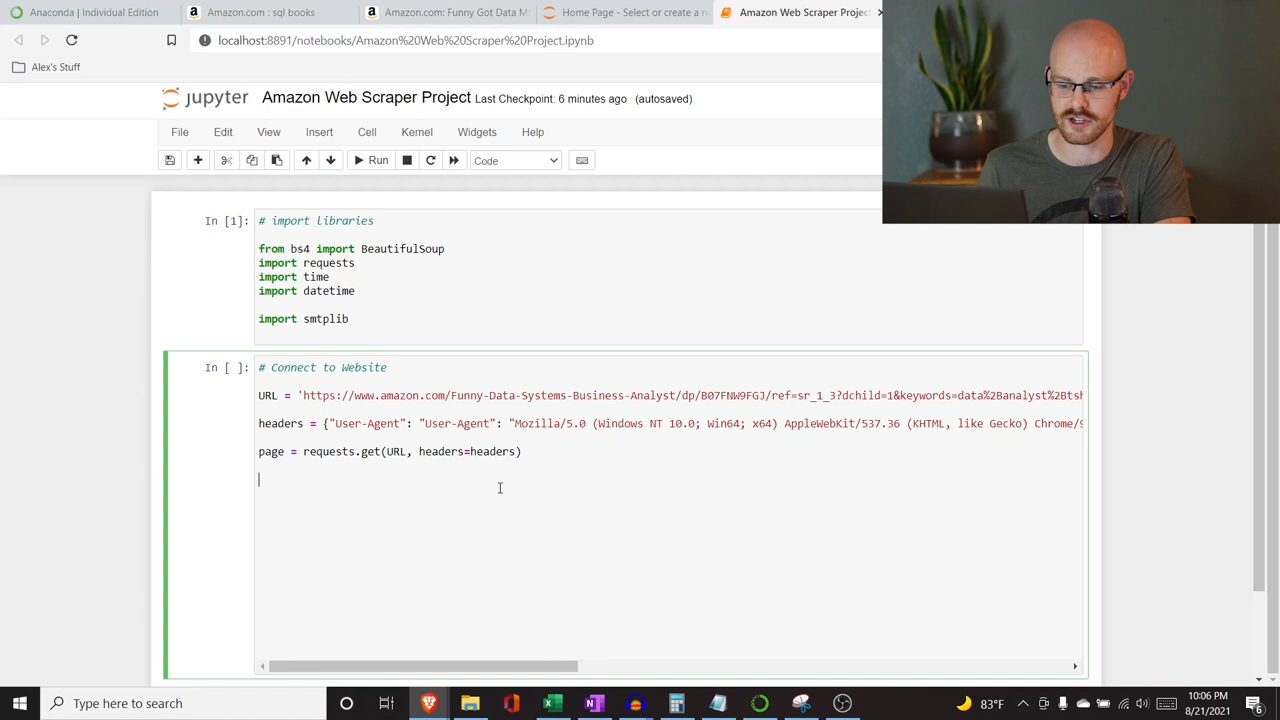 Anaconda | Individual Edition
Amazon.com : sql books
Amazon.com: Funny Got Data M
Home Page - Select or create a n
Amazon Web Scraper Proje
localhost:8891/notebooks/Amazon%20Web%20Scraper%20Project.ipynb
Alex's Stuff
jupyter Amazon Web Scraper Project Last Checkpoint: 6 minutes ago (autosaved)
File Edit View Insert Cell Kernel Widgets Help
Run Code
In [1]: # import libraries
from bs4 import BeautifulSoup
import requests
import time
import datetime
import smtplib
In [ ]: # Connect to Website
URL = 'https://www.amazon.com/Funny-Data-Systems-Business-Analyst/dp/B07FNW9FGJ/ref=sr_1_3?dchild=1&keywords=data%2Banalyst%2Btsh
headers = {"User-Agent": "User-Agent": "Mozilla/5.0 (Windows NT 10.0; Win64; x64) AppleWebKit/537.36 (KHTML, like Gecko) Chrome/9
page = requests.get(URL, headers=headers)
Type here to search
83°F
10:06 PM
8/21/2021
6